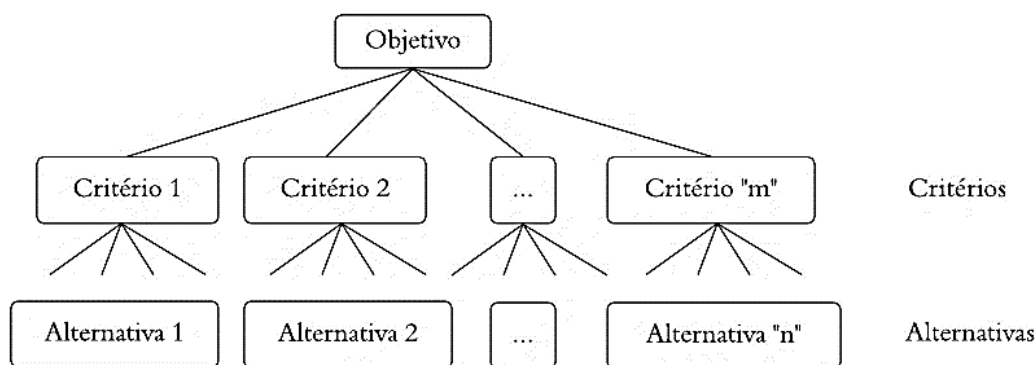 Objetivo
Critério 1 Critério 2 ... Critério "m" Critérios
Alternativa 1 Alternativa 2 ... Alternativa "n" Alternativas